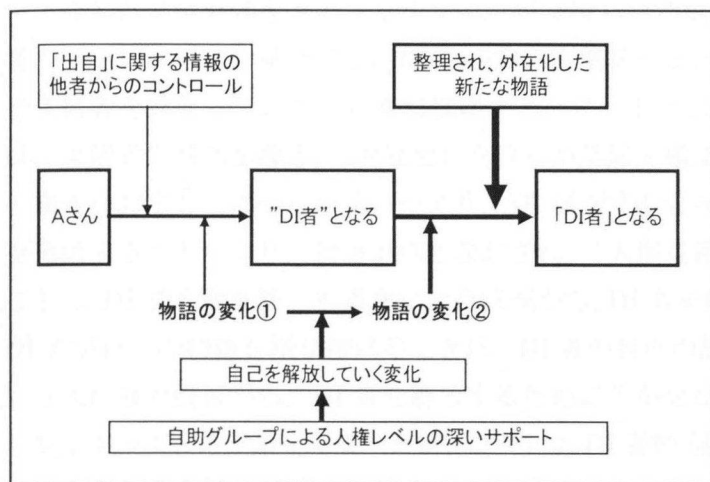 「出自」に関する情報の
他者からのコントロール
整理され、外在化した
新たな物語
Aさん
"DI者"となる
「DI者」となる
物語の変化①
物語の変化②
自己を解放していく変化
自助グループによる人権レベルの深いサポート